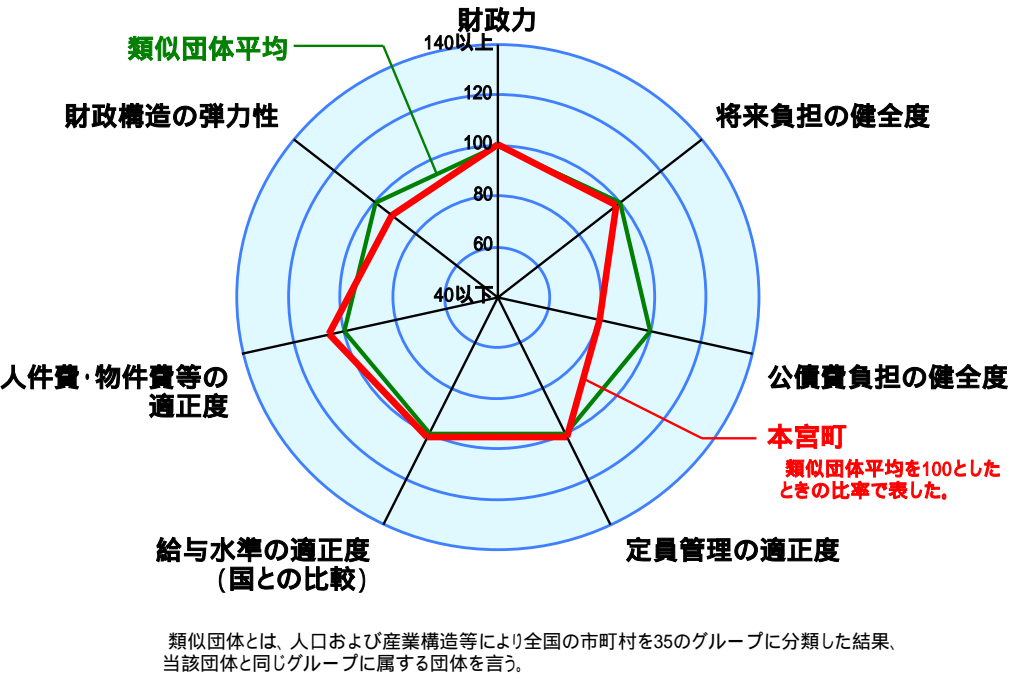 財政力
140以上
類似団体平均
120
財政構造の弾力性
将来負担の健全度
100
80
60
40以下
人件費・物件費等の
適正度
公債費負担の健全度
本宮町
類似団体平均を100とした
ときの比率で表した。
給与水準の適正度
(国との比較)
定員管理の適正度
類似団体とは、人口および産業構造等により全国の市町村を35のグループに分類した結果、
当該団体と同じグループに属する団体を言う。